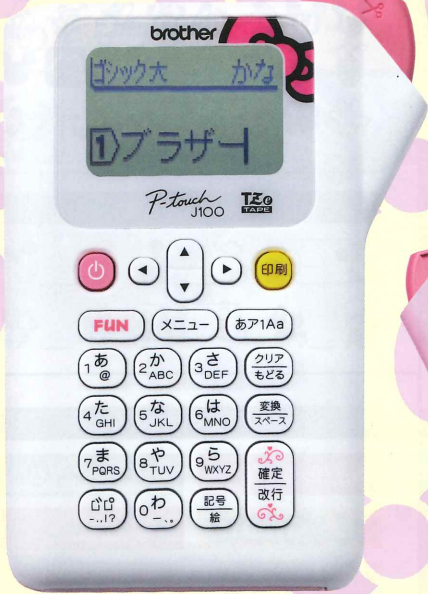 brother
ゴシック大 かな
1 ブラザー
P-touch
J100
TZe
TAPE
印刷
FUN メニュー あア1Aa
1 あ @ 2 か ABC 3 さ DEF クリア もどる
4 た GHI 5 な JKL 6 は MNO 変換 スペース
7 ま PQRS 8 や TUV 9 ら WXYZ 確定 改行
゛゜ -.,!? 0 わ ー、。 記号 絵